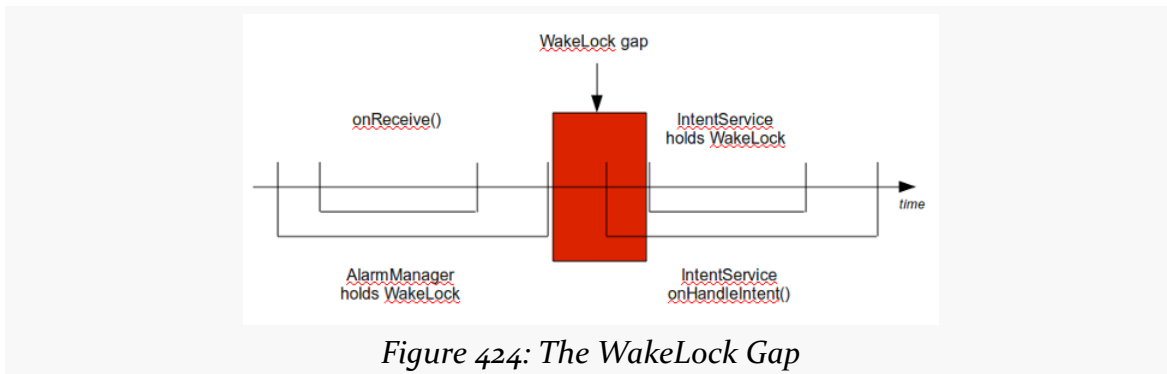 WakeLock gap
onReceive()
IntentService
holds WakeLock
time
AlarmManager
holds WakeLock
IntentService
onHandleIntent()
Figure 424: The WakeLock Gap